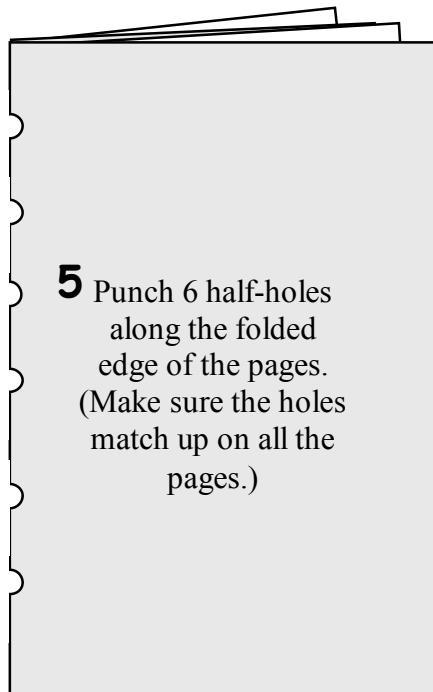 5 Punch 6 half-holes
along the folded
edge of the pages.
(Make sure the holes
match up on all the
pages.)